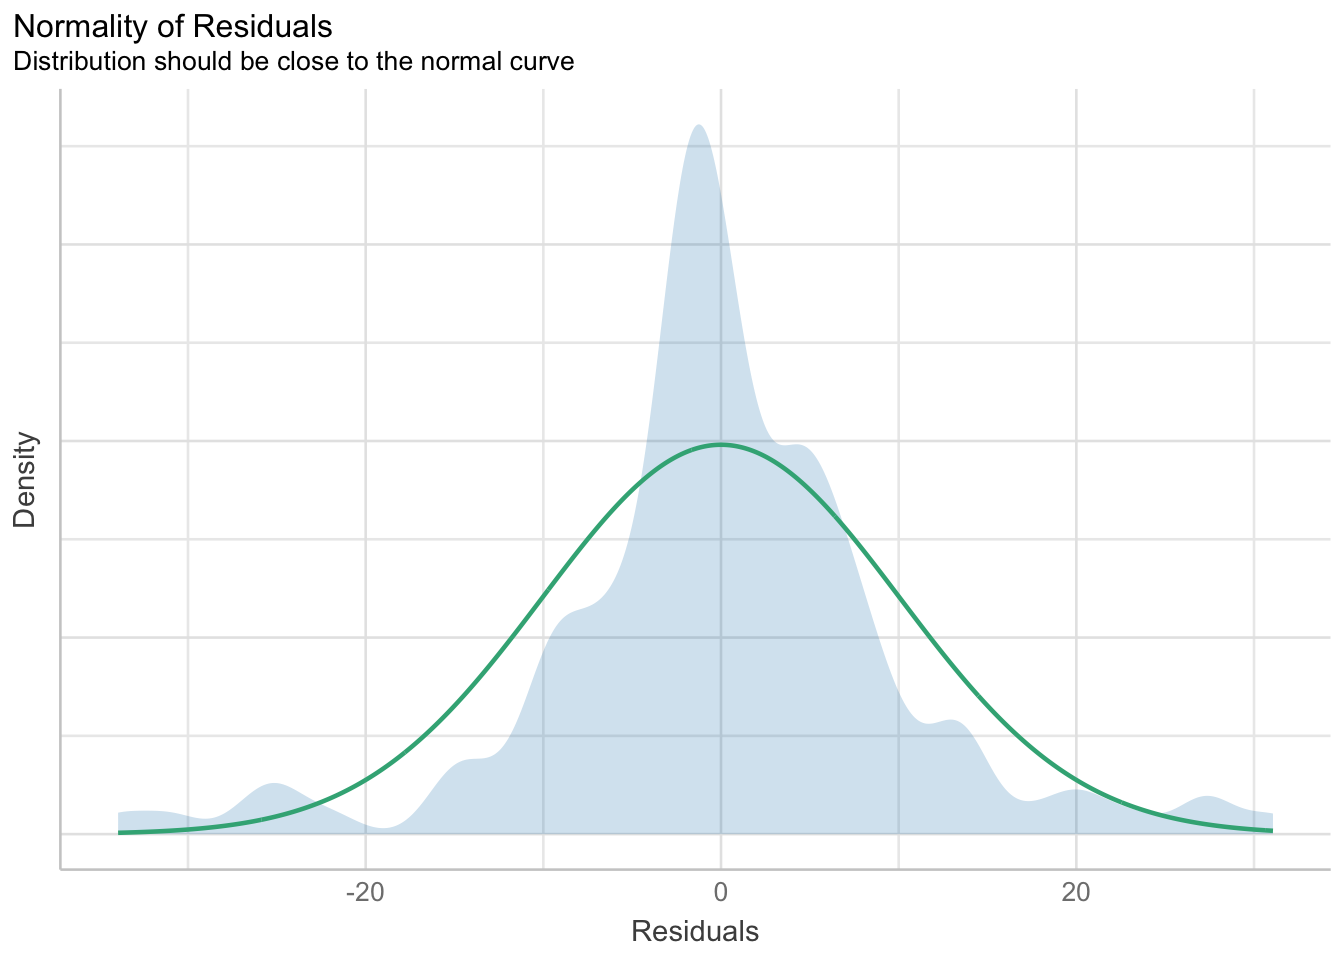 Normality of Residuals
Distribution should be close to the normal curve
Density
-20 0 20
Residuals